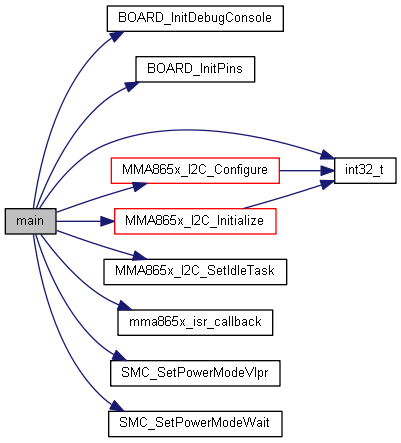 BOARD_InitDebugConsole
BOARD_InitPins
MMA865x_I2C_Configure
int32_t
main
MMA865x_I2C_Initialize
MMA865x_I2C_SetIdleTask
mma865x_isr_callback
SMC_SetPowerModeVlpr
SMC_SetPowerModeWait